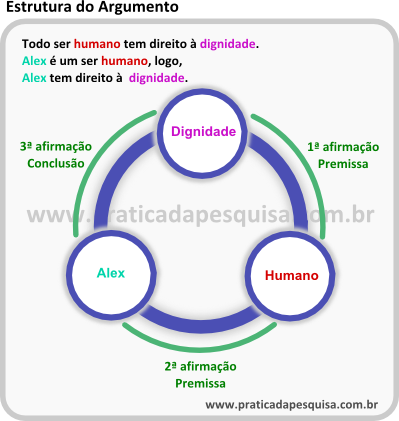 Estrutura do Argumento
Todo ser humano tem direito à dignidade.
Alex é um ser humano, logo,
Alex tem direito à dignidade.
Dignidade
3ª afirmação
Conclusão
1ª afirmação
Premissa
www.praticadapesquisa.com.br
Alex
Humano
2ª afirmação
Premissa
www.praticadapesquisa.com.br